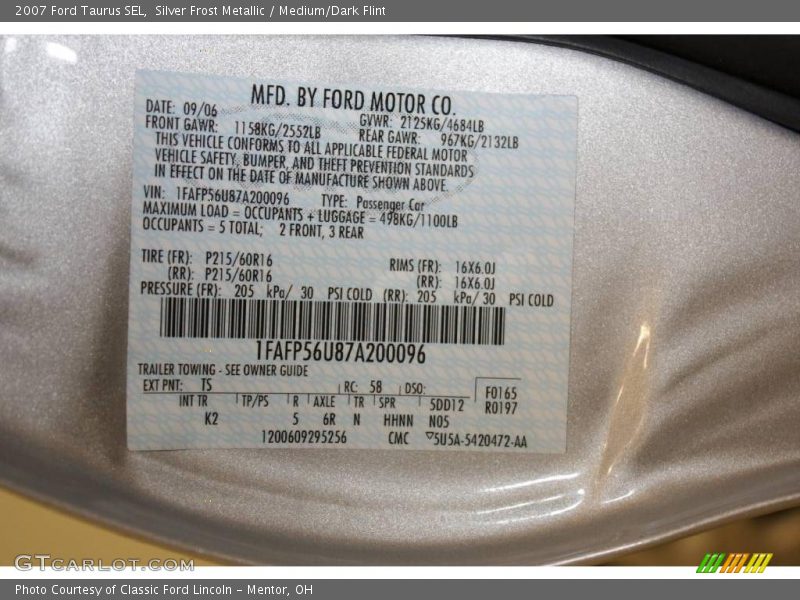 2007 Ford Taurus SEL,  Silver Frost Metallic / Medium/Dark Flint
MFD. BY FORD MOTOR CO.
DATE: 09/06 GVWR: 2125KG/4684LB
FRONT GAWR: 1158KG/2552LB REAR GAWR: 967KG/2132LB
THIS VEHICLE CONFORMS TO ALL APPLICABLE FEDERAL MOTOR
VEHICLE SAFETY, BUMPER, AND THEFT PREVENTION STANDARDS
IN EFFECT ON THE DATE OF MANUFACTURE SHOWN ABOVE.
VIN: 1FAFP56U87A200096 TYPE: Passenger Car
MAXIMUM LOAD = OCCUPANTS + LUGGAGE = 498KG/1100LB
OCCUPANTS = 5 TOTAL; 2 FRONT, 3 REAR
TIRE (FR): P215/60R16 RIMS (FR): 16X6.0J
(RR): P215/60R16 (RR): 16X6.0J
PRESSURE (FR): 205 kPa/ 30 PSI COLD (RR): 205 kPa/ 30 PSI COLD
1FAFP56U87A200096
TRAILER TOWING - SEE OWNER GUIDE
EXT PNT: TS RC: 58 DSO: F0165
INT TR TP/PS R AXLE TR SPR 5DD12 R0197
K2 5 6R N HHNN N05
1200609295256 CMC ▽5U5A-5420472-AA
GTCARLOT.COM
Photo Courtesy of Classic Ford Lincoln - Mentor, OH